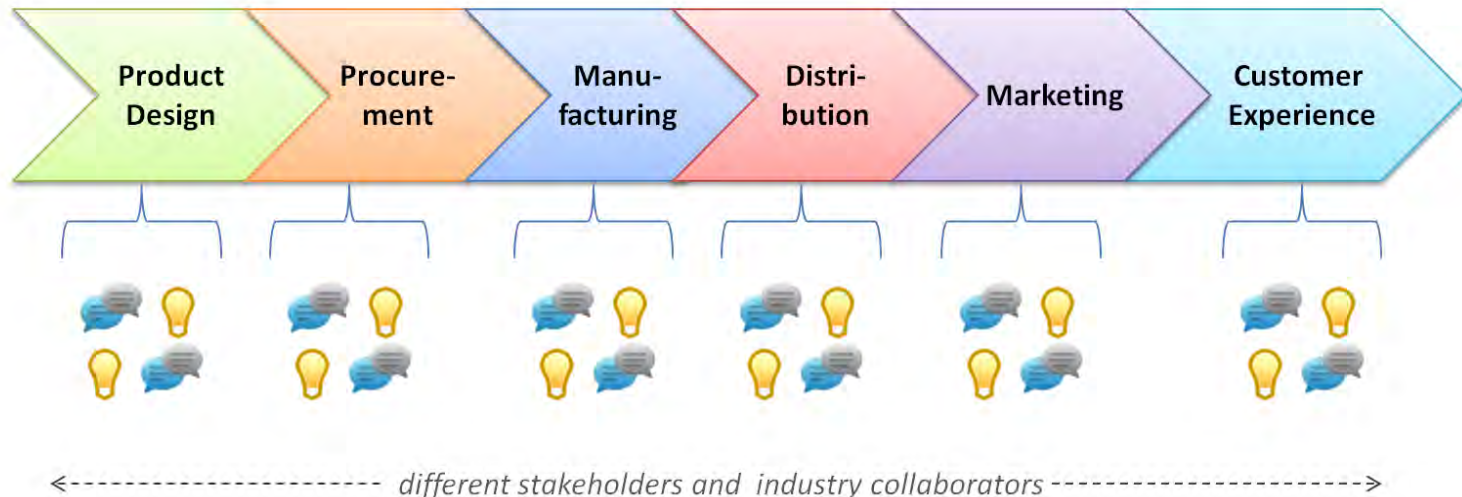 Product
Design
Procure-
ment
Manu-
facturing
Distri-
bution
Marketing
Customer
Experience
different stakeholders and industry collaborators